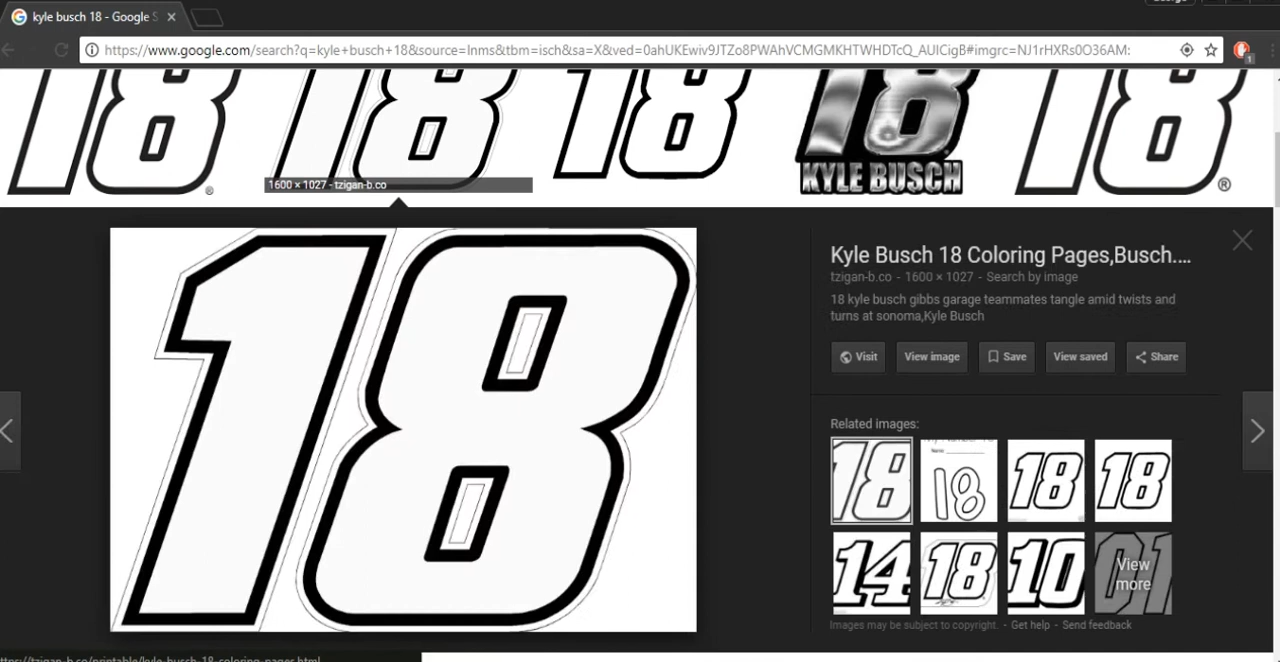 kyle busch 18 - Google S
https://www.google.com/search?q=kyle+busch+18&source=lnms&tbm=isch&sa=X&ved=0ahUKEwiv9JTZo8PWAhVCMGMKHTWHDTcQ_AUICigB#imgrc=NJ1rHXRs0O36AM:
1
18 18 18 18 18
® ®
KYLE BUSCH
1600 × 1027 - tzigan-b.co
18
Kyle Busch 18 Coloring Pages,Busch....
tzigan-b.co - 1600 × 1027 - Search by image
18 kyle busch gibbs garage teammates tangle amid twists and
turns at sonoma,Kyle Busch
Visit View image Save View saved Share
Related images:
18 18 18 18
Name:
14 18 10 01
View
more
Images may be subject to copyright. - Get help - Send feedback